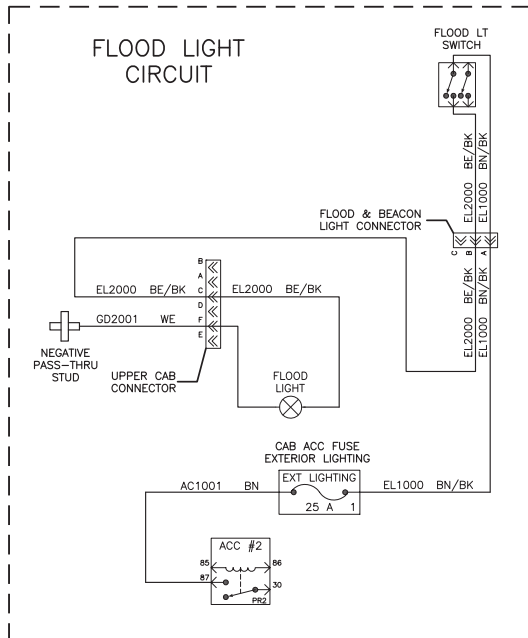 FLOOD LIGHT
CIRCUIT
FLOOD LT
SWITCH
EL2000 BE/BK
EL1000 BN/BK
FLOOD & BEACON
LIGHT CONNECTOR
C B A
EL2000 BE/BK
EL1000 BN/BK
B
A
C
D
F
E
EL2000 BE/BK
EL2000 BE/BK
GD2001 WE
NEGATIVE
PASS-THRU
STUD
UPPER CAB
CONNECTOR
FLOOD
LIGHT
CAB ACC FUSE
EXTERIOR LIGHTING
EXT LIGHTING
25 A 1
AC1001 BN
EL1000 BN/BK
ACC #2
85
86
87
30
PR2